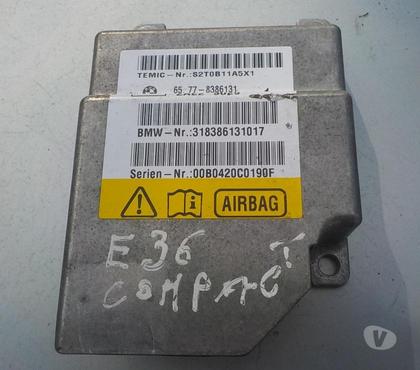 TEMIC-Nr.:S2T0B11A5X1
65.77-8386131
BMW-Nr.:318386131017
Serien-Nr.:00B0420C0190F
AIRBAG
E36
COMPACT
V